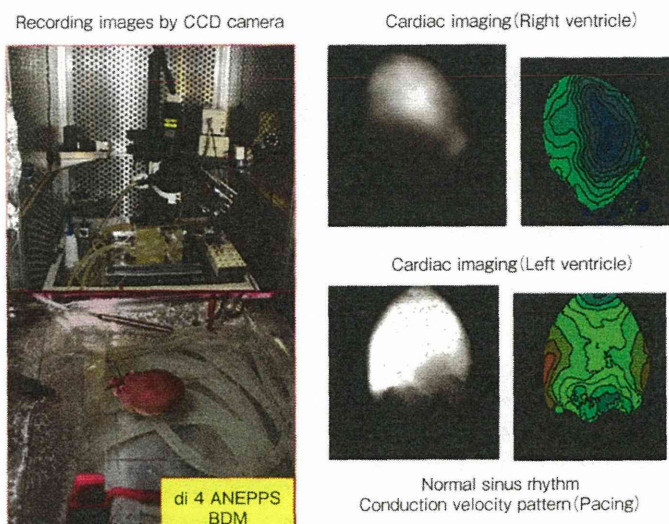 Recording images by CCD camera
Cardiac imaging(Right ventricle)
Cardiac imaging(Left ventricle)
di 4 ANEPPS
BDM
Normal sinus rhythm
Conduction velocity pattern(Pacing)